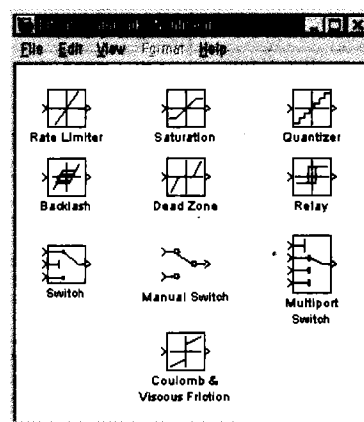 File Edit View Format Help
Rate Limiter Saturation Quantizer
Backlash Dead Zone Relay
Switch Manual Switch Multiport
Switch
Coulomb &
Viscous Friction